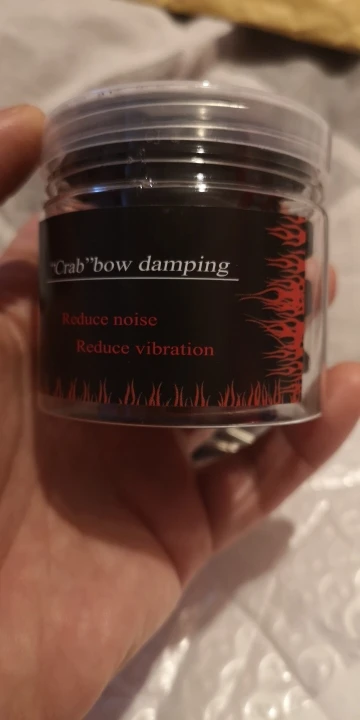 "Crab"bow damping
Reduce noise
Reduce vibration